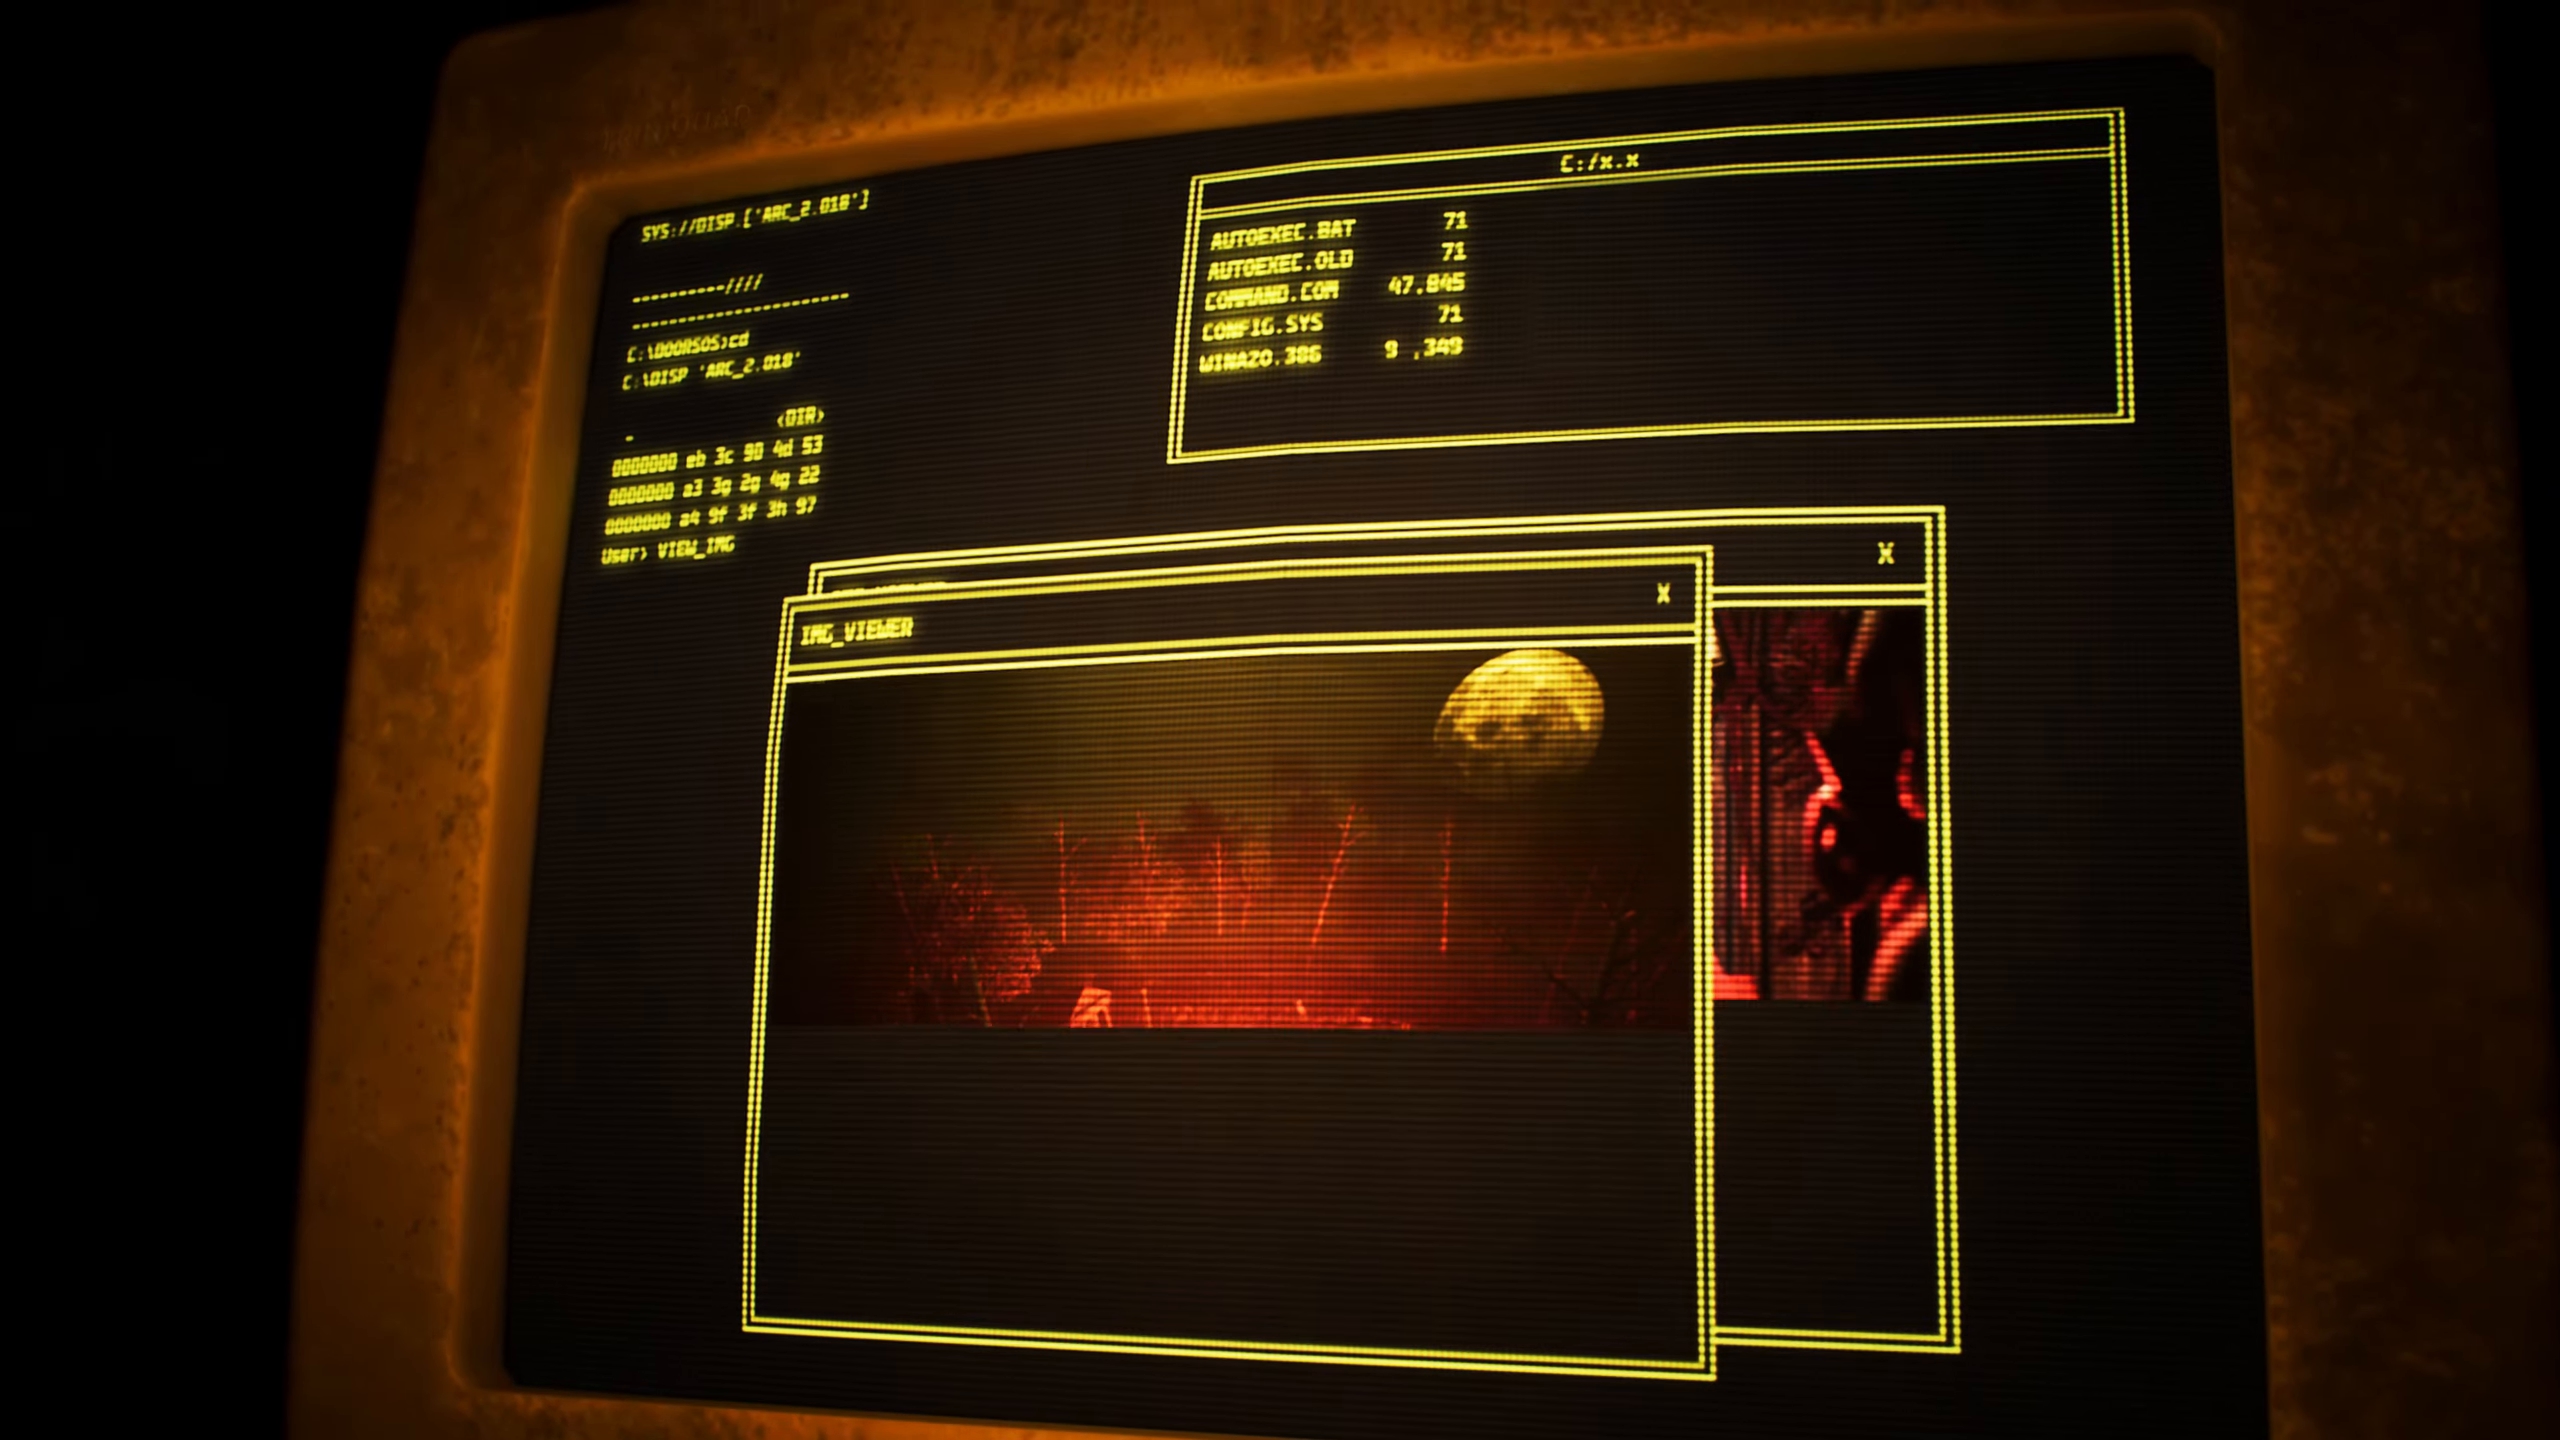 SYS://DISP.['ARC_2.018']
----------////
-----------------------
C:\DOORSOS>cd
C:\DISP 'ARC_2.018'
<DIR>
0000000 eb 3c 90 4d 53
0000000 a3 3g 2g 4g 22
0000000 a4 9f 3f 3h 97
User> VIEW_IMG
C:/x.x
AUTOEXEC.BAT 71
AUTOEXEC.OLD 71
COMMAND.COM 47.845
CONFIG.SYS 71
WINA20.386 9 .349
X
IMG_VIEWER X